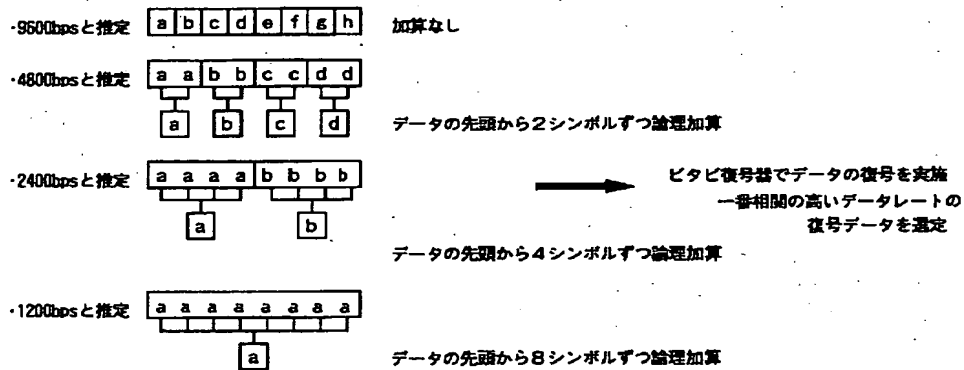 ・9600bpsと推定 a b c d e f g h 加算なし
・4800bpsと推定 a a b b c c d d
a b c d
データの先頭から2シンボルずつ論理加算
・2400bpsと推定 a a a a b b b b
a b
ビタビ復号器でデータの復号を実施
一番相関の高いデータレートの
復号データを選定
データの先頭から4シンボルずつ論理加算
・1200bpsと推定 a a a a a a a a
a
データの先頭から8シンボルずつ論理加算